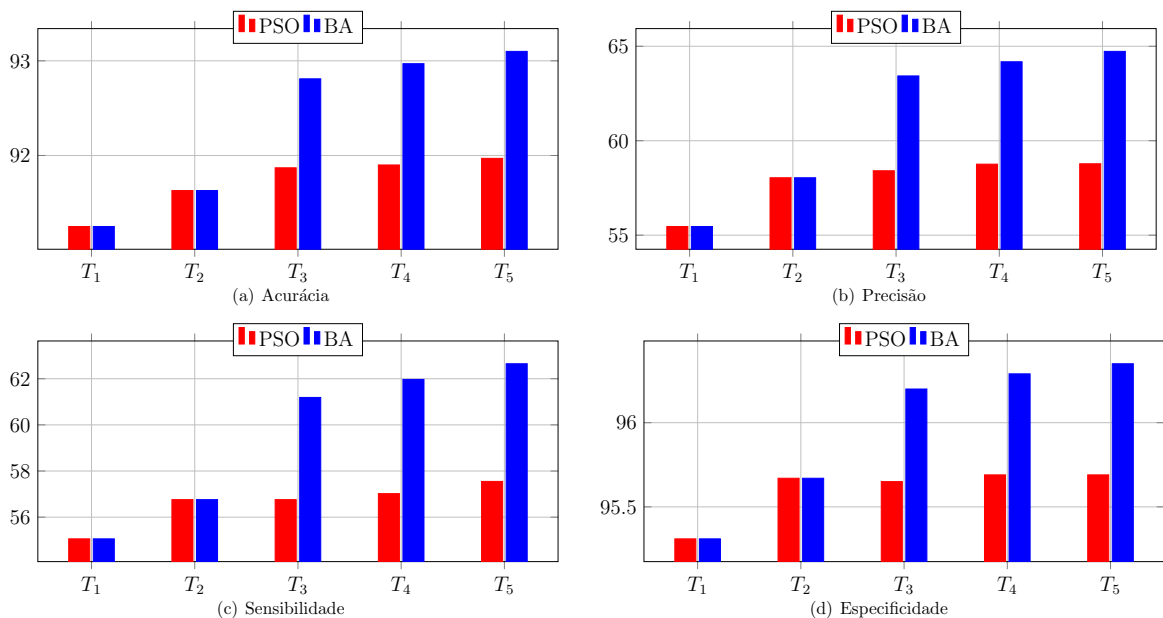 PSO BA
93
92
T₁ T₂ T₃ T₄ T₅
(a) Acurácia
PSO BA
65
60
55
T₁ T₂ T₃ T₄ T₅
(b) Precisão
PSO BA
62
60
58
56
T₁ T₂ T₃ T₄ T₅
(c) Sensibilidade
PSO BA
96
95.5
T₁ T₂ T₃ T₄ T₅
(d) Especificidade